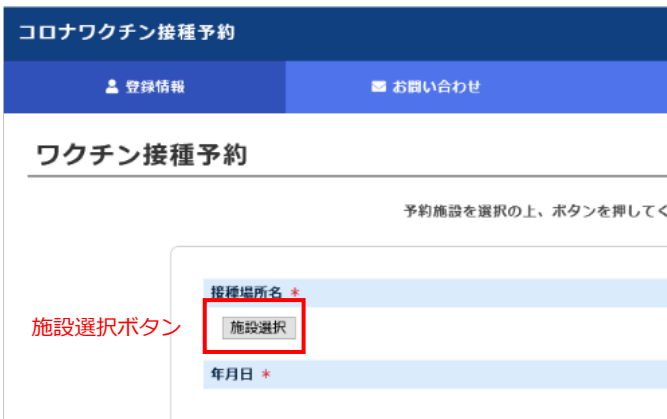 コロナワクチン接種予約
登録情報
お問い合わせ
ワクチン接種予約
予約施設を選択の上、ボタンを押してく
接種場所名 *
施設選択ボタン
施設選択
年月日 *